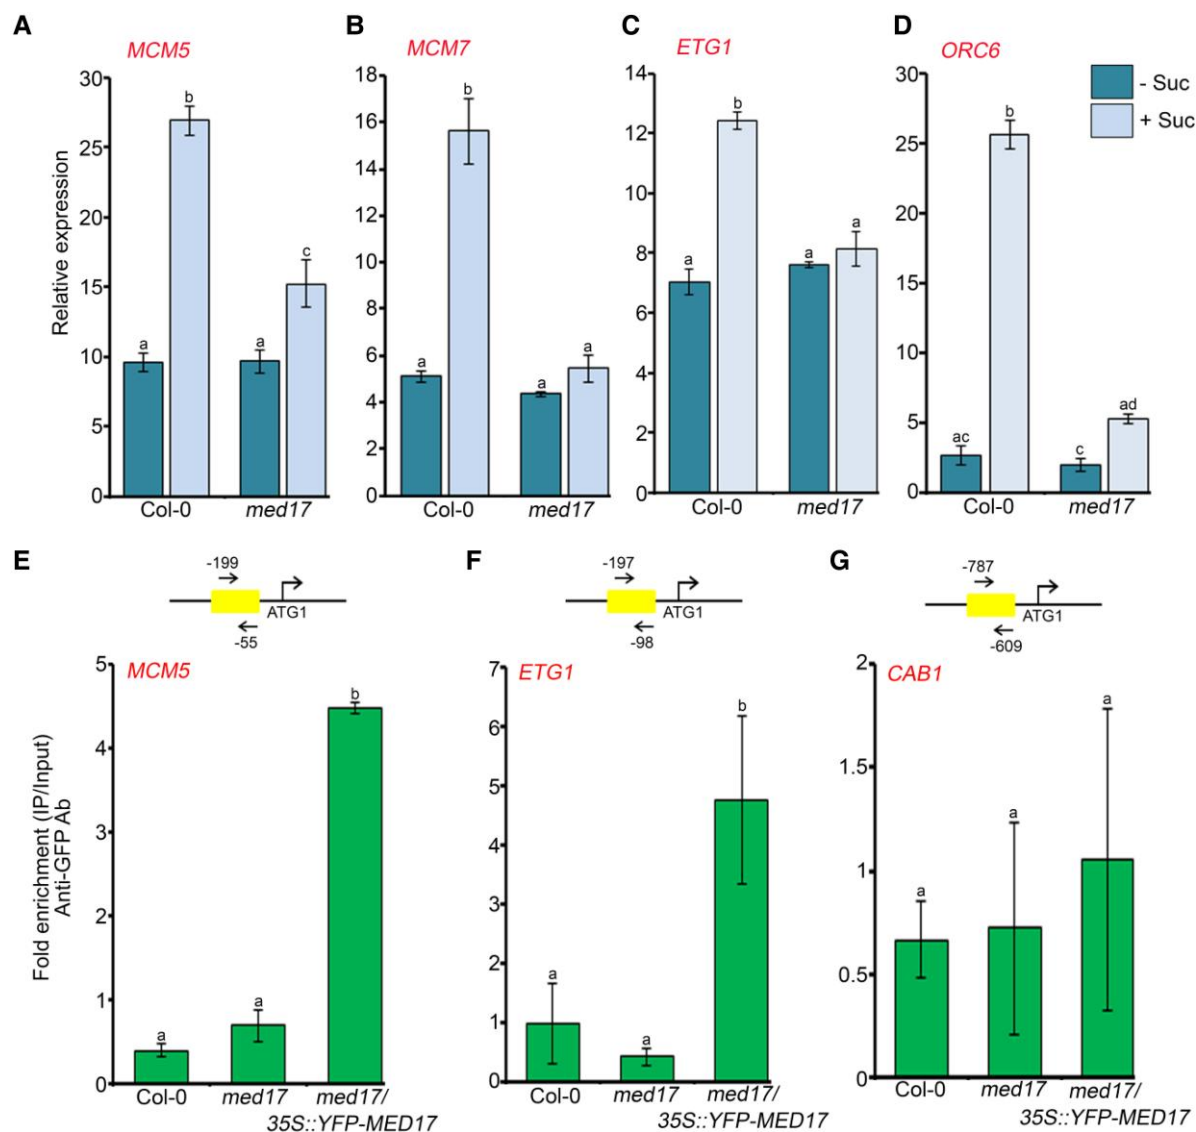 A
MCM5
Relative expression
30
25
20
15
10
5
0
a
b
a
c
Col-0
med17
B
MCM7
18
16
14
12
10
8
6
4
2
0
a
b
a
a
Col-0
med17
C
ETG1
14
12
10
8
6
4
2
0
a
b
a
a
Col-0
med17
D
ORC6
30
25
20
15
10
5
0
ac
b
c
ad
Col-0
med17
- Suc
+ Suc
E
-199
ATG1
-55
MCM5
Fold enrichment (IP/Input)
Anti-GFP Ab
5
4
3
2
1
0
a
a
b
Col-0
med17
med17/
35S::YFP-MED17
F
-197
ATG1
-98
ETG1
7
6
5
4
3
2
1
0
a
a
b
Col-0
med17
med17/
35S::YFP-MED17
G
-787
ATG1
-609
CAB1
2
1.5
1
0.5
0
a
a
a
Col-0
med17
med17/
35S::YFP-MED17